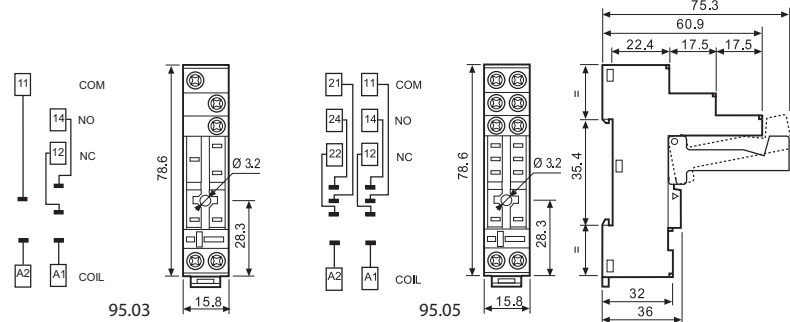 11
COM
14
NO
12
NC
A2
A1
COIL
95.03
78.6
Ø 3.2
28.3
15.8
21
11
COM
24
14
NO
22
12
NC
A2
A1
COIL
95.05
78.6
Ø 3.2
28.3
15.8
75.3
60.9
22.4
17.5
17.5
=
35.4
=
32
36